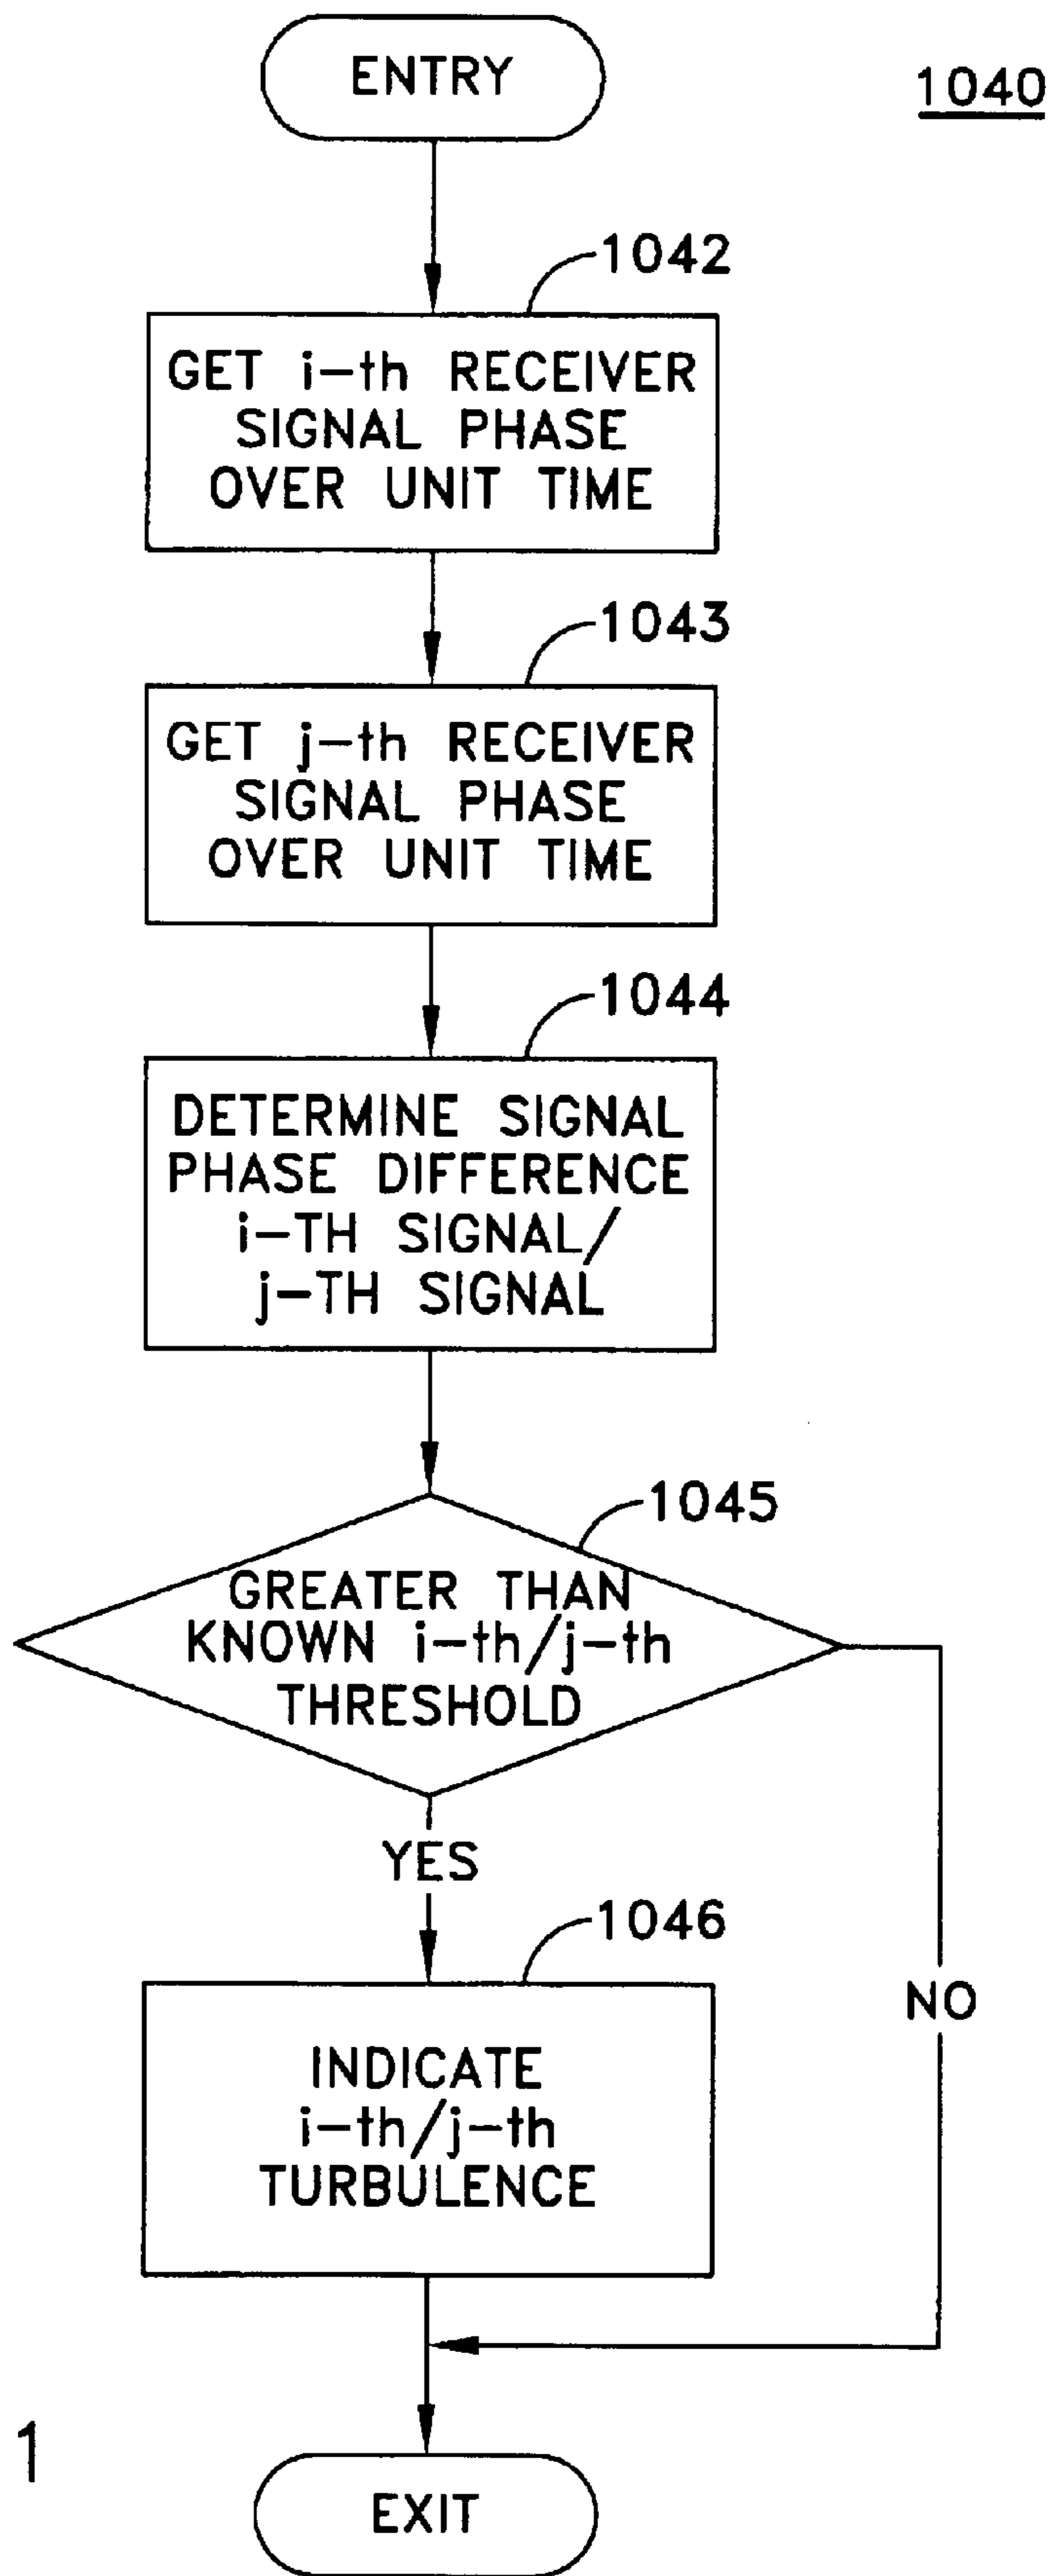 ENTRY
1040
1042
GET i-th RECEIVER
SIGNAL PHASE
OVER UNIT TIME
1043
GET j-th RECEIVER
SIGNAL PHASE
OVER UNIT TIME
1044
DETERMINE SIGNAL
PHASE DIFFERENCE
i-TH SIGNAL/
j-TH SIGNAL
1045
GREATER THAN
KNOWN i-th/j-th
THRESHOLD
YES
1046
NO
INDICATE
i-th/j-th
TURBULENCE
1
EXIT